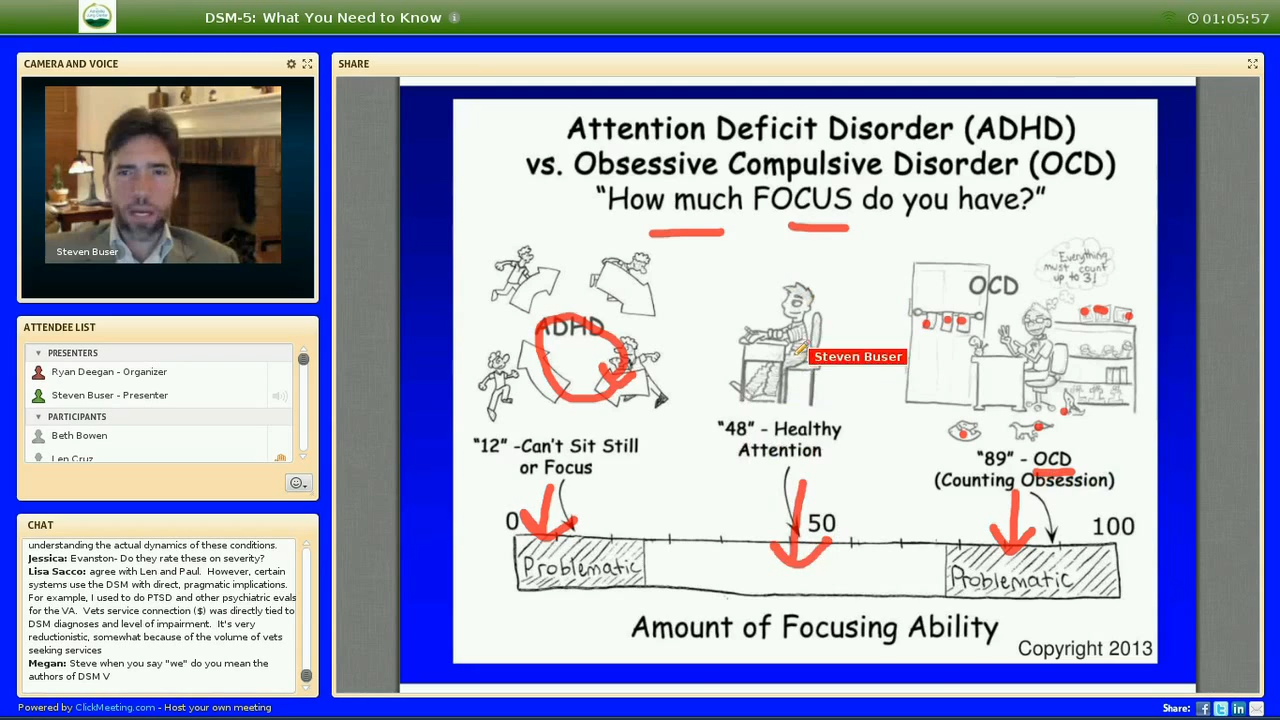 DSM-5: What You Need to Know
01:05:57
CAMERA AND VOICE
Steven Buser
ATTENDEE LIST
PRESENTERS
Ryan Deegan - Organizer
Steven Buser - Presenter
PARTICIPANTS
Beth Bowen
Len Cruz
CHAT
understanding the actual dynamics of these conditions.
Jessica: Evanston- Do they rate these on severity?
Lisa Sacco: agree with Len and Paul. However, certain
systems use the DSM with direct, pragmatic implications.
For example, I used to do PTSD and other psychiatric evals
for the VA. Vets service connection ($) was directly tied to
DSM diagnoses and level of impairment. It's very
reductionistic, somewhat because of the volume of vets
seeking services
Megan: Steve when you say "we" do you mean the
authors of DSM V
SHARE
Attention Deficit Disorder (ADHD)
vs. Obsessive Compulsive Disorder (OCD)
"How much FOCUS do you have?"
ADHD
Steven Buser
OCD
Everything
must count
up to 3!
"12" -Can't Sit Still
or Focus
"48" - Healthy
Attention
"89" - OCD
(Counting Obsession)
0
50
100
Problematic
Problematic
Amount of Focusing Ability
Copyright 2013
Powered by ClickMeeting.com - Host your own meeting
Share: